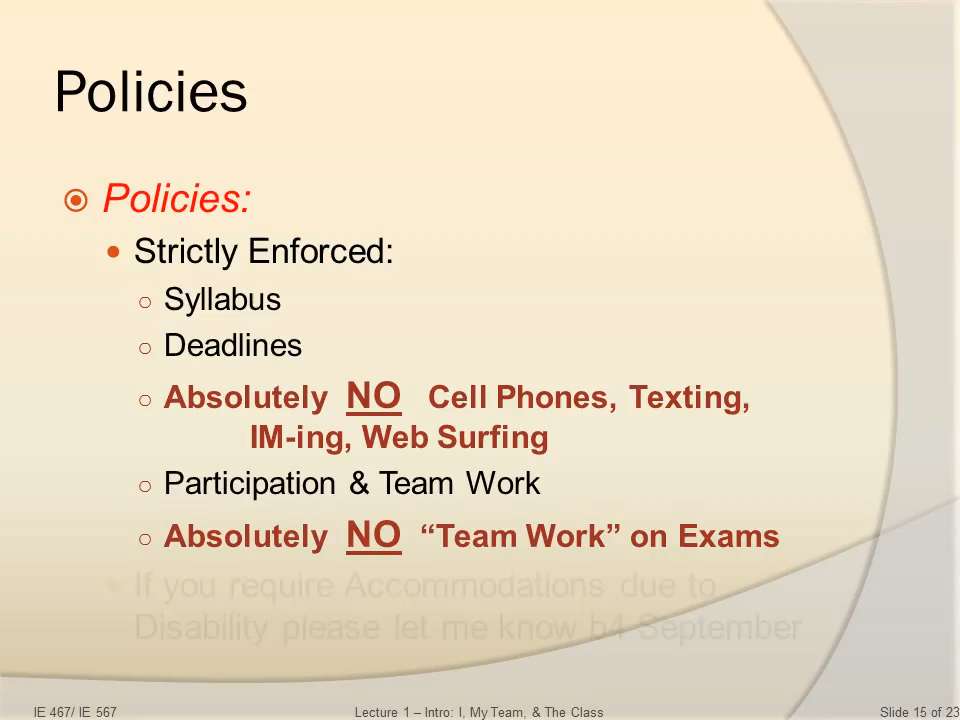 Policies
Policies:
Strictly Enforced:
Syllabus
Deadlines
Absolutely NO Cell Phones, Texting,
IM-ing, Web Surfing
Participation & Team Work
Absolutely NO “Team Work” on Exams
If you require Accommodations due to
Disability please let me know b4 September
IE 467/ IE 567
Lecture 1 – Intro: I, My Team, & The Class
Slide 15 of 23